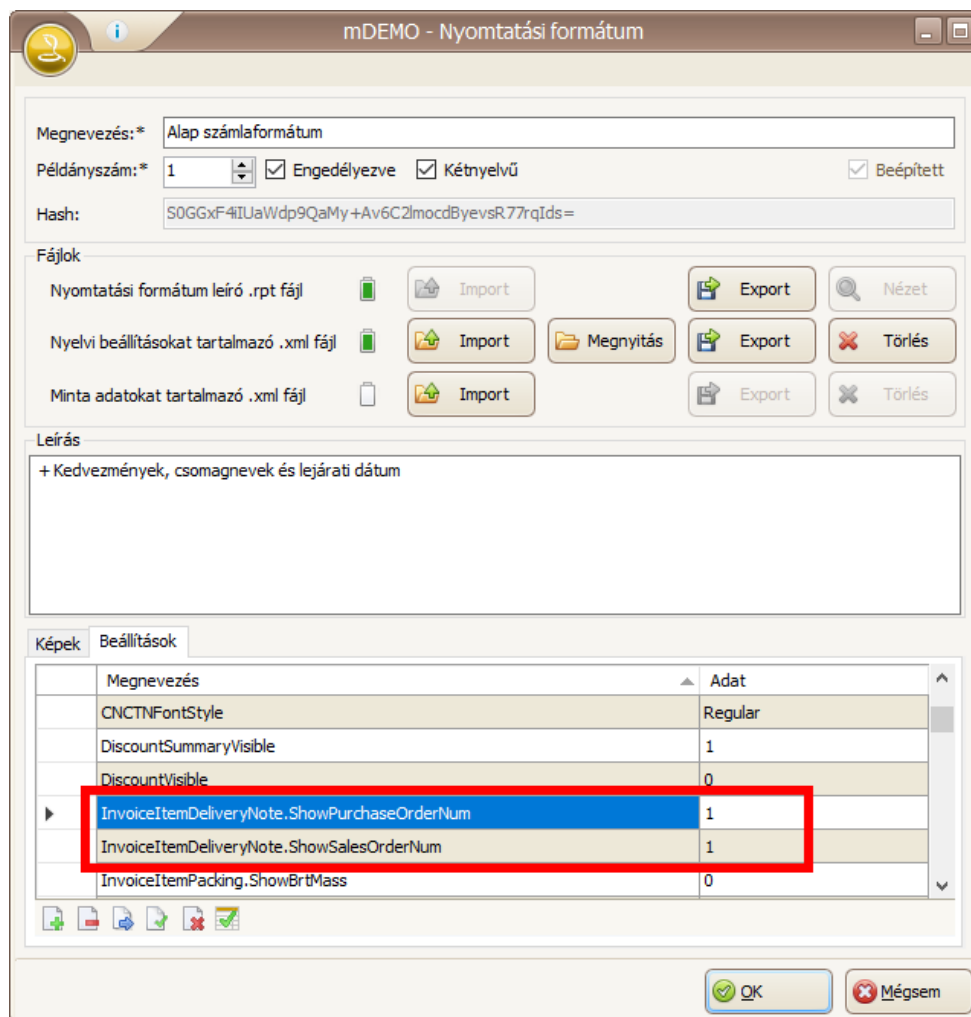 mDEMO - Nyomtatási formátum
Megnevezés:* Alap számlaformátum
Példányszám:* 1 Engedélyezve Kétnyelvű Beépített
Hash: S0GGxF4iIUaWdp9QaMy+Av6C2lmocdByevsR77rqIds=
Fájlok
Nyomtatási formátum leíró .rpt fájl Import Export Nézet
Nyelvi beállításokat tartalmazó .xml fájl Import Megnyitás Export Törlés
Minta adatokat tartalmazó .xml fájl Import Export Törlés
Leírás
+ Kedvezmények, csomagnevek és lejárati dátum
Képek Beállítások
Megnevezés Adat
CNCTNFontStyle Regular
DiscountSummaryVisible 1
DiscountVisible 0
InvoiceItemDeliveryNote.ShowPurchaseOrderNum 1
InvoiceItemDeliveryNote.ShowSalesOrderNum 1
InvoiceItemPacking.ShowBrtMass 0
OK Mégsem